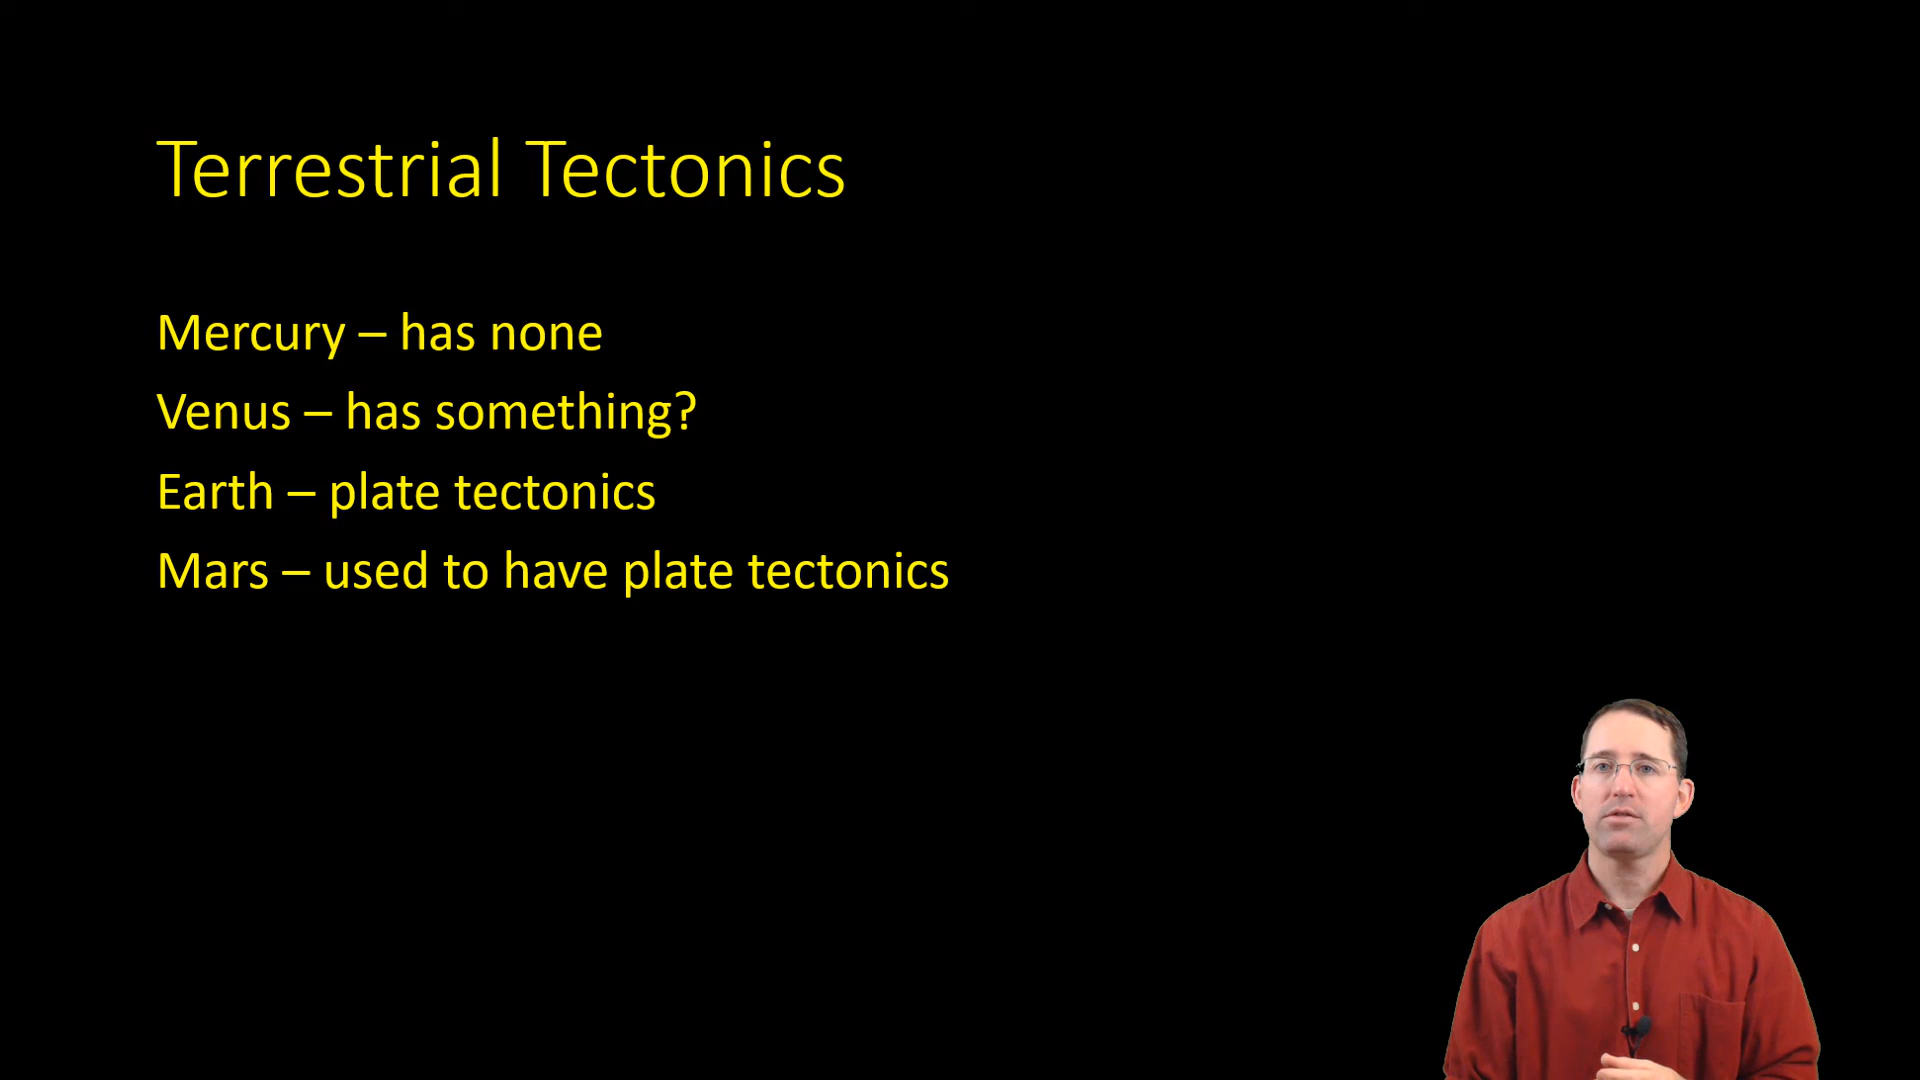 Terrestrial Tectonics
Mercury – has none
Venus – has something?
Earth – plate tectonics
Mars – used to have plate tectonics